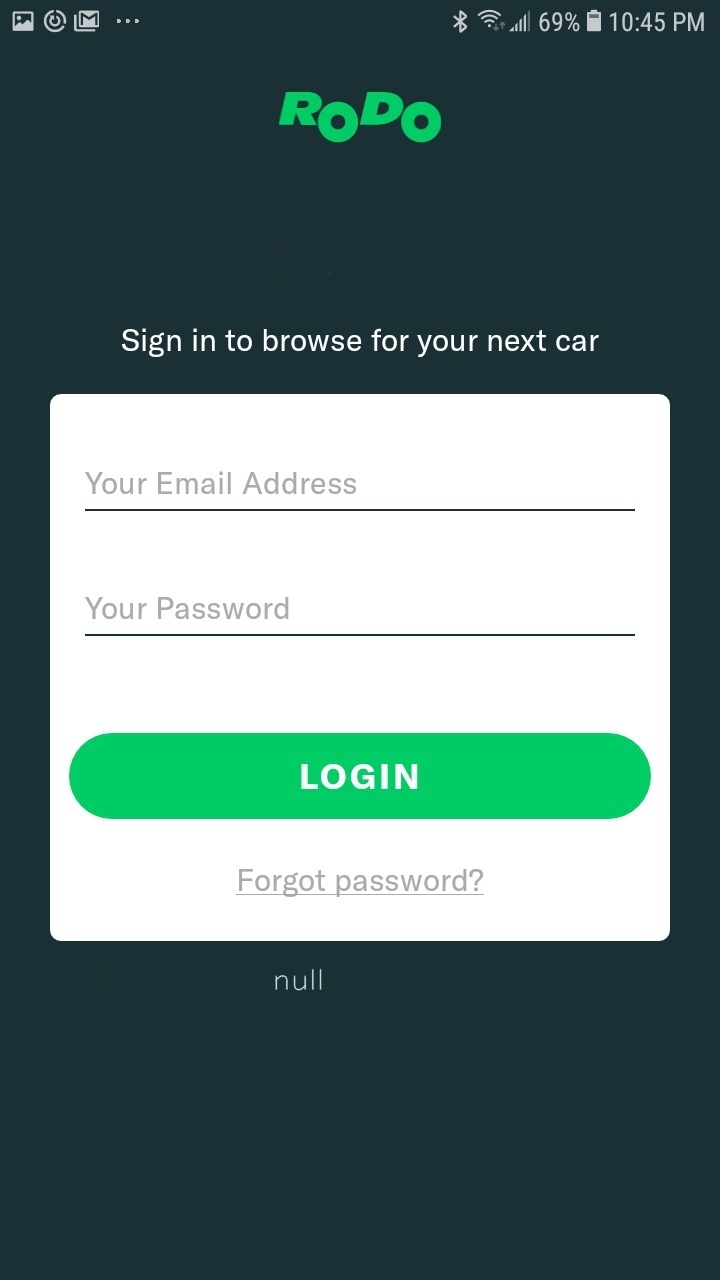 69% 10:45 PM
RoDo
Sign in to browse for your next car
Your Email Address
Your Password
LOGIN
Forgot password?
null